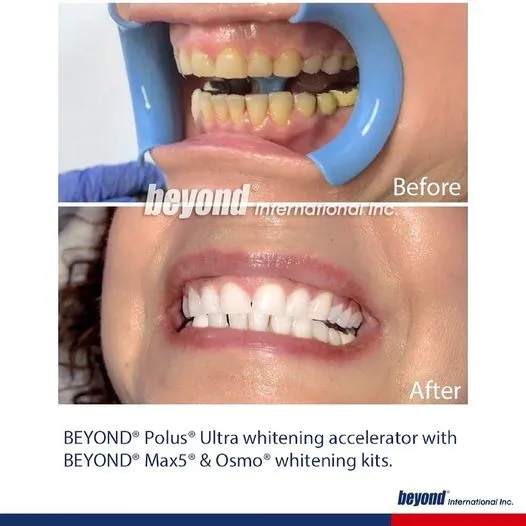 Before
beyond® International Inc.
After
BEYOND® Polus® Ultra whitening accelerator with
BEYOND® Max5® & Osmo® whitening kits.
beyond® International Inc.